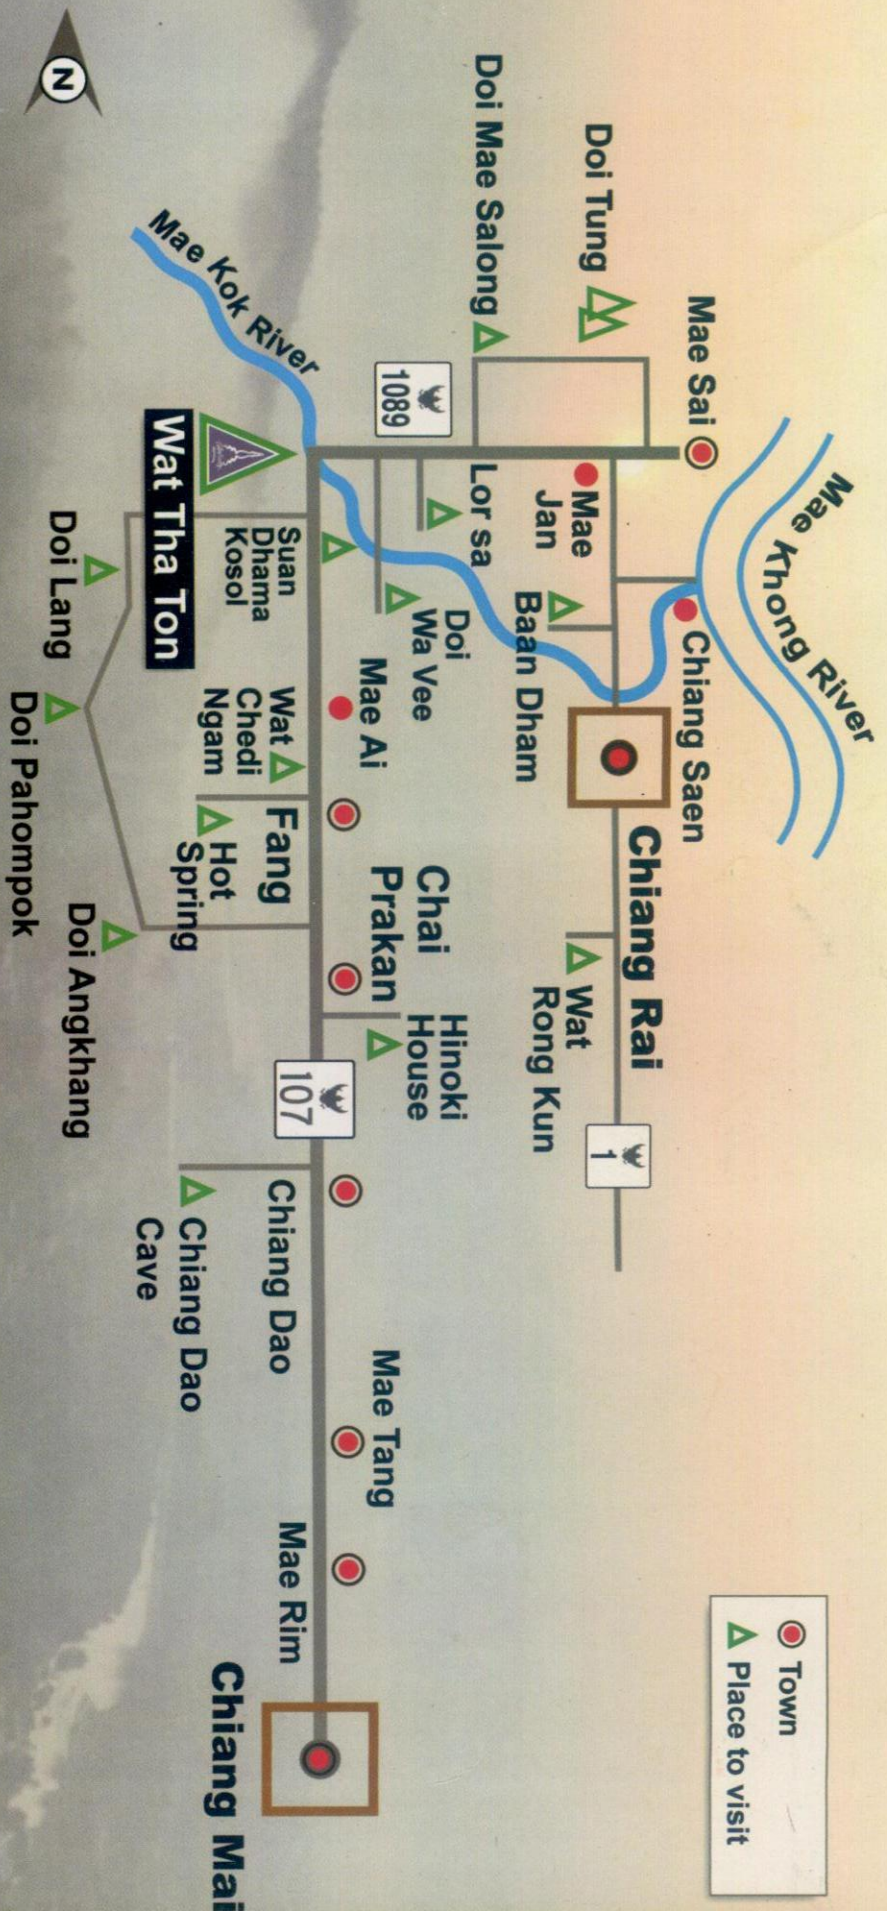 N
Mae Sai
Mae Khong River
Doi Tung
Doi Mae Salong
1089
Mae
Jan
Chiang Saen
Lor sa
Baan Dham
Doi
Wa Vee
Chiang Rai
Wat
Rong Kun
1
Mae Kok River
Wat Tha Ton
Suan
Dhama
Kosol
Mae Ai
Wat
Chedi
Ngam
Fang
Hot
Spring
Chai
Prakan
Hinoki
House
107
Doi Lang
Doi Pahompok
Doi Angkhang
Chiang Dao
Chiang Dao
Cave
Mae Tang
Mae Rim
Chiang Mai
Town
Place to visit